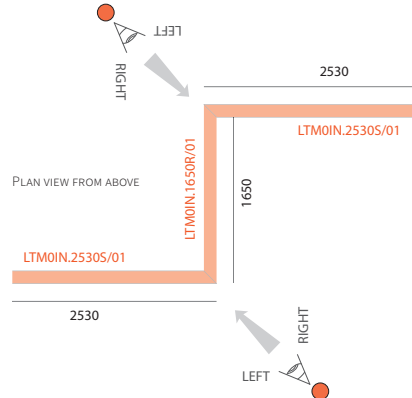 LEFT
RIGHT
2530
LTM0IN.2530S/01
LTM0IN.1650R/01
1650
PLAN VIEW FROM ABOVE
LTM0IN.2530S/01
2530
RIGHT
LEFT